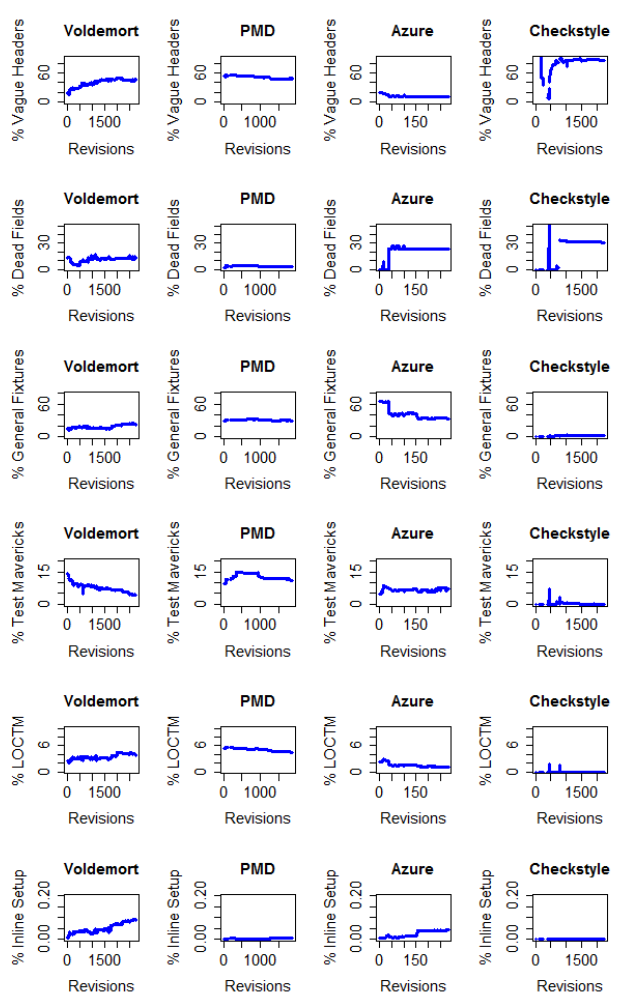 Voldemort PMD Azure Checkstyle
% Vague Headers % Vague Headers % Vague Headers % Vague Headers
0 60 0 60 0 60 0 60
0 1500 0 1000 0 150 0 1500
Revisions Revisions Revisions Revisions
Voldemort PMD Azure Checkstyle
% Dead Fields % Dead Fields % Dead Fields % Dead Fields
0 30 0 30 0 30 0 30
0 1500 0 1000 0 150 0 1500
Revisions Revisions Revisions Revisions
Voldemort PMD Azure Checkstyle
% General Fixtures % General Fixtures % General Fixtures % General Fixtures
0 60 0 60 0 60 0 60
0 1500 0 1000 0 150 0 1500
Revisions Revisions Revisions Revisions
Voldemort PMD Azure Checkstyle
% Test Mavericks % Test Mavericks % Test Mavericks % Test Mavericks
0 15 0 15 0 15 0 15
0 1500 0 1000 0 150 0 1500
Revisions Revisions Revisions Revisions
Voldemort PMD Azure Checkstyle
% LOCTM % LOCTM % LOCTM % LOCTM
0 6 0 6 0 6 0 6
0 1500 0 1000 0 150 0 1500
Revisions Revisions Revisions Revisions
Voldemort PMD Azure Checkstyle
% Inline Setup % Inline Setup % Inline Setup % Inline Setup
0.00 0.20 0.00 0.20 0.00 0.20 0.00 0.20
0 1500 0 1000 0 150 0 1500
Revisions Revisions Revisions Revisions